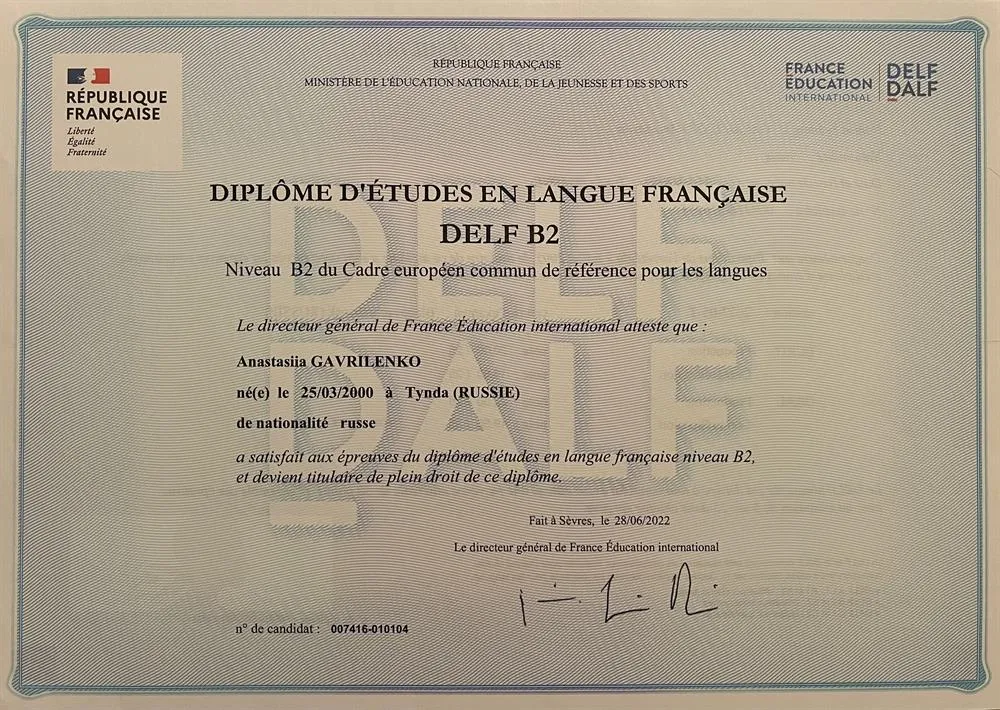 RÉPUBLIQUE FRANÇAISE
MINISTÈRE DE L'ÉDUCATION NATIONALE, DE LA JEUNESSE ET DES SPORTS
RÉPUBLIQUE
FRANÇAISE
Liberté
Égalité
Fraternité
FRANCE
ÉDUCATION
INTERNATIONAL
DELF
DALF
DIPLÔME D'ÉTUDES EN LANGUE FRANÇAISE
DELF B2
Niveau B2 du Cadre européen commun de référence pour les langues
Le directeur général de France Éducation international atteste que :
Anastasiia GAVRILENKO
né(e) le 25/03/2000 à Tynda (RUSSIE)
de nationalité russe
a satisfait aux épreuves du diplôme d'études en langue française niveau B2,
et devient titulaire de plein droit de ce diplôme.
Fait à Sèvres, le 28/06/2022
Le directeur général de France Éducation international
n° de candidat : 007416-010104
DELF
DALF